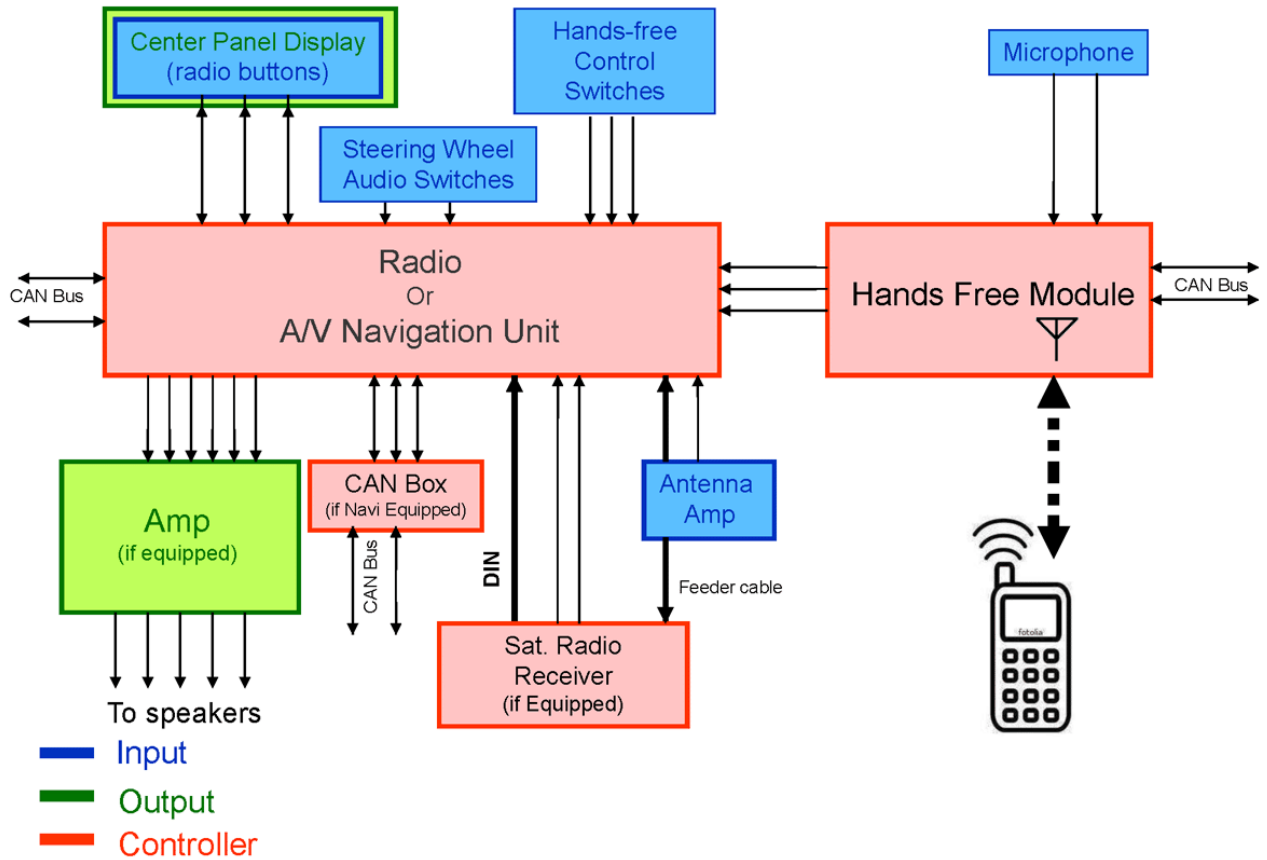 Center Panel Display
(radio buttons)
Hands-free
Control
Switches
Microphone
Steering Wheel
Audio Switches
Radio
Or
A/V Navigation Unit
CAN Bus
Hands Free Module
CAN Bus
Amp
(if equipped)
CAN Box
(if Navi Equipped)
Antenna
Amp
CAN Bus
DIN
Feeder cable
Sat. Radio
Receiver
(if Equipped)
fotolia
To speakers
Input
Output
Controller